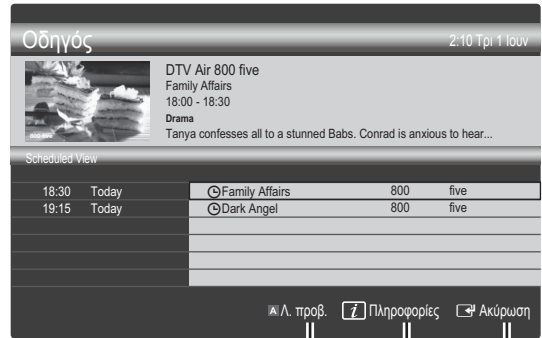 Οδηγός 2:10 Τρι 1 Ιουν
DTV Air 800 five
Family Affairs
18:00 - 18:30
Drama
Tanya confesses all to a stunned Babs. Conrad is anxious to hear...
Scheduled View
18:30 Today Family Affairs 800 five
19:15 Today Dark Angel 800 five
A Λ. προβ. i Πληροφορίες Ακύρωση